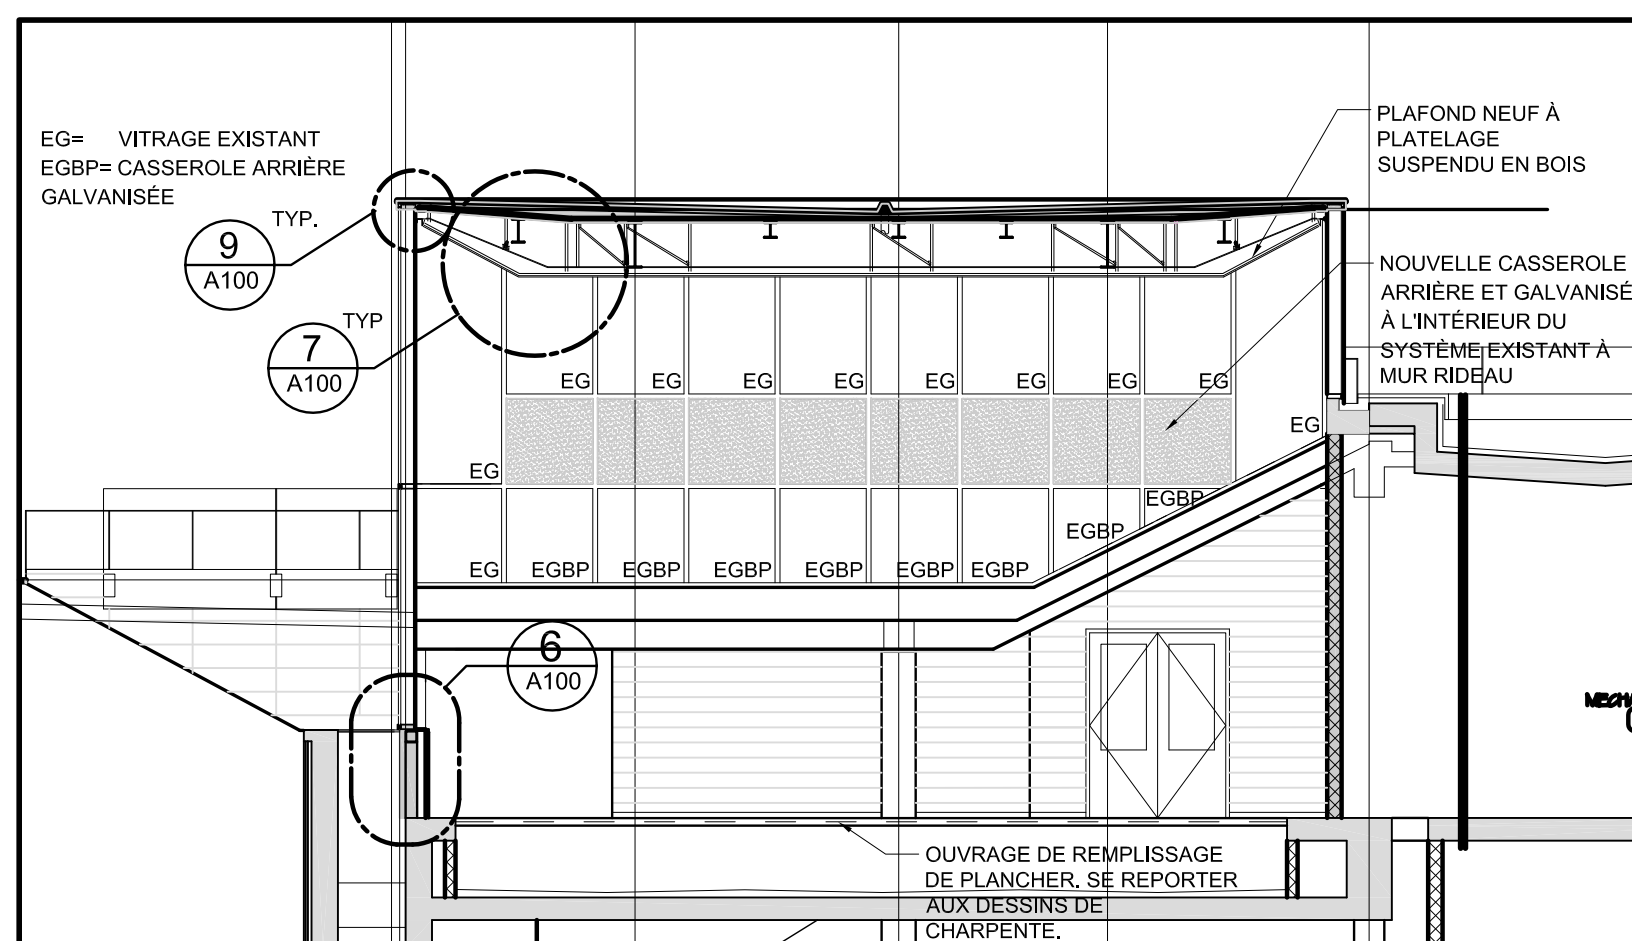 EG= VITRAGE EXISTANT
EGBP= CASSEROLE ARRIÈRE
GALVANISÉE
TYP.
9
A100
TYP
7
A100
PLAFOND NEUF À
PLATELAGE
SUSPENDU EN BOIS
NOUVELLE CASSEROLE
ARRIÈRE ET GALVANISÉ
À L'INTÉRIEUR DU
SYSTÈME EXISTANT À
MUR RIDEAU
EG EG EG EG EG EG EG EG
EG
EG
EGBP
EGBP
EG EGBP EGBP EGBP EGBP EGBP EGBP
6
A100
OUVRAGE DE REMPLISSAGE
DE PLANCHER. SE REPORTER
AUX DESSINS DE
CHARPENTE.